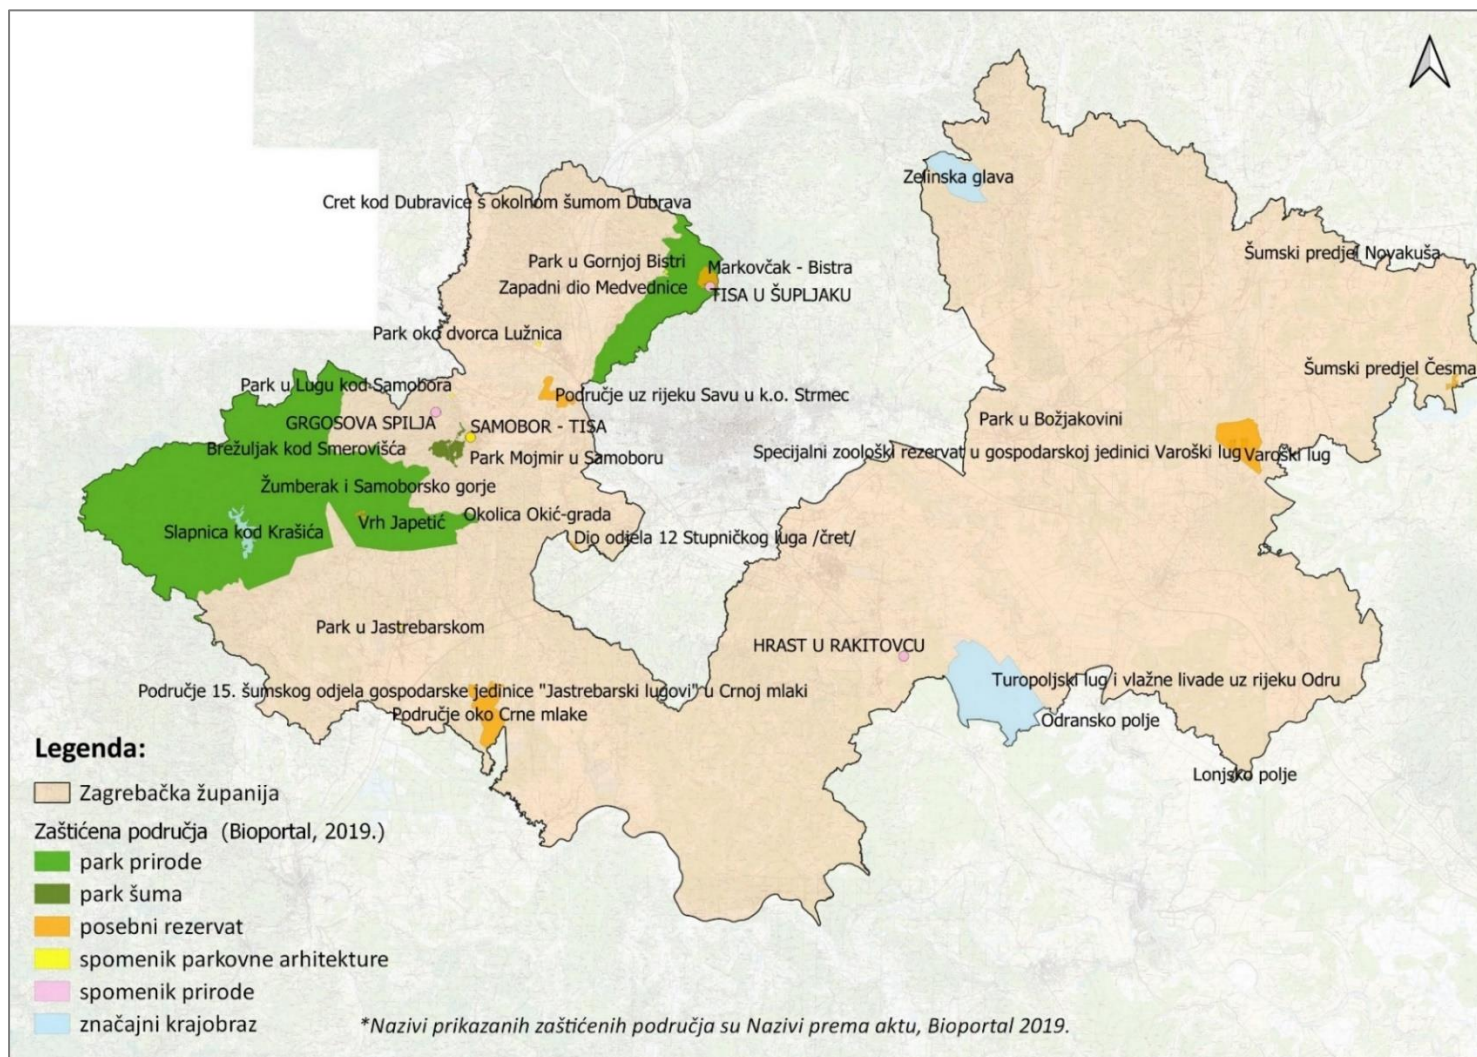 Zelinska glava
Cret kod Dubravice s okolnom šumom Dubrava
Šumski predjel Novakuša
Park u Gornjoj Bistri
Markovčak - Bistra
Zapadni dio Medvednice
TISA U ŠUPLJAKU
Park oko dvorca Lužnica
Šumski predjel Česma
Park u Lugu kod Samobora
Područje uz rijeku Savu u k.o. Strmec
GRGOSOVA SPILJA
SAMOBOR - TISA
Park u Božjakovini
Brežuljak kod Smerovišća
Park Mojmir u Samoboru
Specijalni zoološki rezervat u gospodarskoj jedinici Varoški lug
Varoški lug
Žumberak i Samoborsko gorje
Okolica Okić-grada
Vrh Japetić
Slapnica kod Krašića
Dio odjela 12 Stupničkog luga /čret/
Park u Jastrebarskom
HRAST U RAKITOVCU
Turopoljski lug i vlažne livade uz rijeku Odru
Područje 15. šumskog odjela gospodarske jedinice "Jastrebarski lugovi" u Crnoj mlaki
Područje oko Crne mlake
Odransko polje
Lonjsko polje
Legenda:
Zagrebačka županija
Zaštićena područja (Bioportal, 2019.)
park prirode
park šuma
posebni rezervat
spomenik parkovne arhitekture
spomenik prirode
značajni krajobraz
*Nazivi prikazanih zaštićenih područja su Nazivi prema aktu, Bioportal 2019.